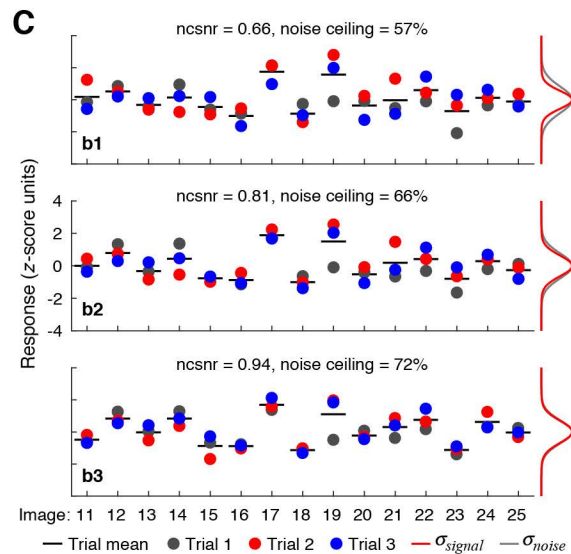 C
ncsnr = 0.66, noise ceiling = 57%
b1
ncsnr = 0.81, noise ceiling = 66%
Response (z-score units)
4
2
0
-2
-4
b2
ncsnr = 0.94, noise ceiling = 72%
b3
Image: 11 12 13 14 15 16 17 18 19 20 21 22 23 24 25
Trial mean Trial 1 Trial 2 Trial 3 σsignal σnoise